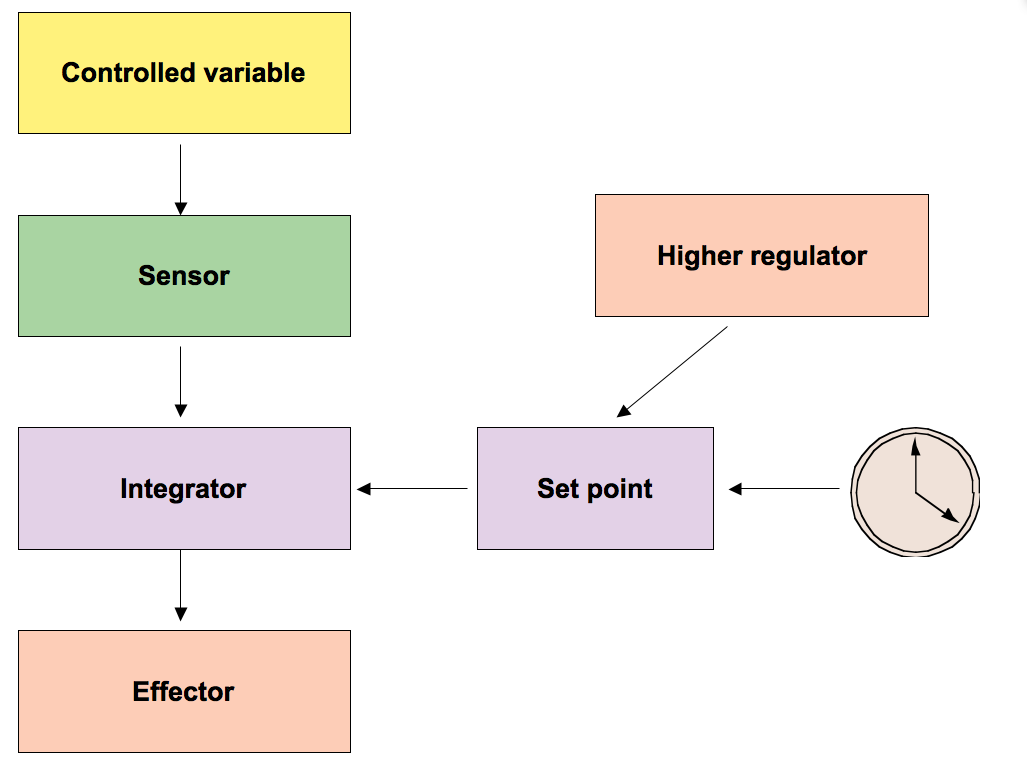 Controlled variable
Sensor
Higher regulator
Integrator
Set point
Effector